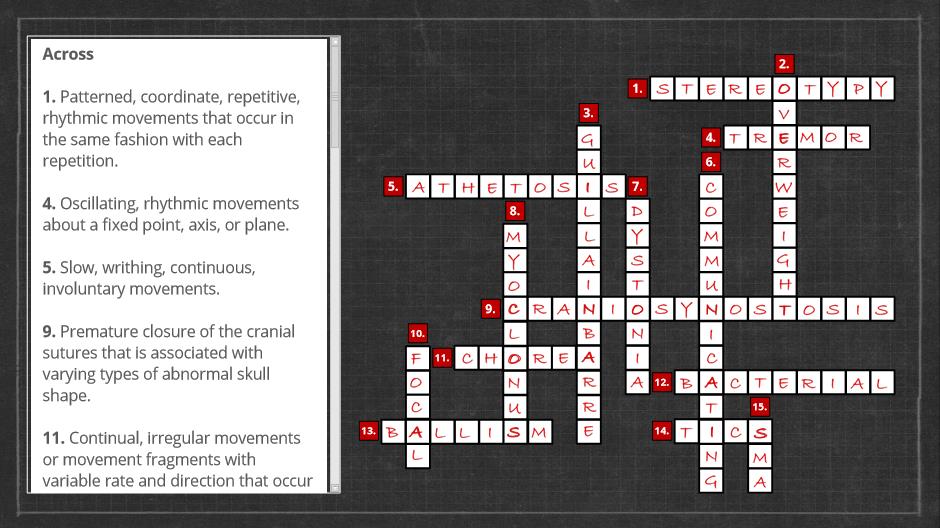 Across
1. Patterned, coordinate, repetitive,
rhythmic movements that occur in
the same fashion with each
repetition.
4. Oscillating, rhythmic movements
about a fixed point, axis, or plane.
5. Slow, writhing, continuous,
involuntary movements.
9. Premature closure of the cranial
sutures that is associated with
varying types of abnormal skull
shape.
11. Continual, irregular movements
or movement fragments with
variable rate and direction that occur
2.
1. STEREOTYPY
3.
4. TREMOR
6.
5. ATHETOSIS
7.
8.
9. CRANIOSYNOSTOSIS
10.
11. CHOREA
12. BACTERIAL
15.
13. BALLISM
14. TICS
OVERWEIGHT
GUILLAINBARRE
COMMUNICATING
DYSTONIA
MYOCLONUS
FOCAL
SMA